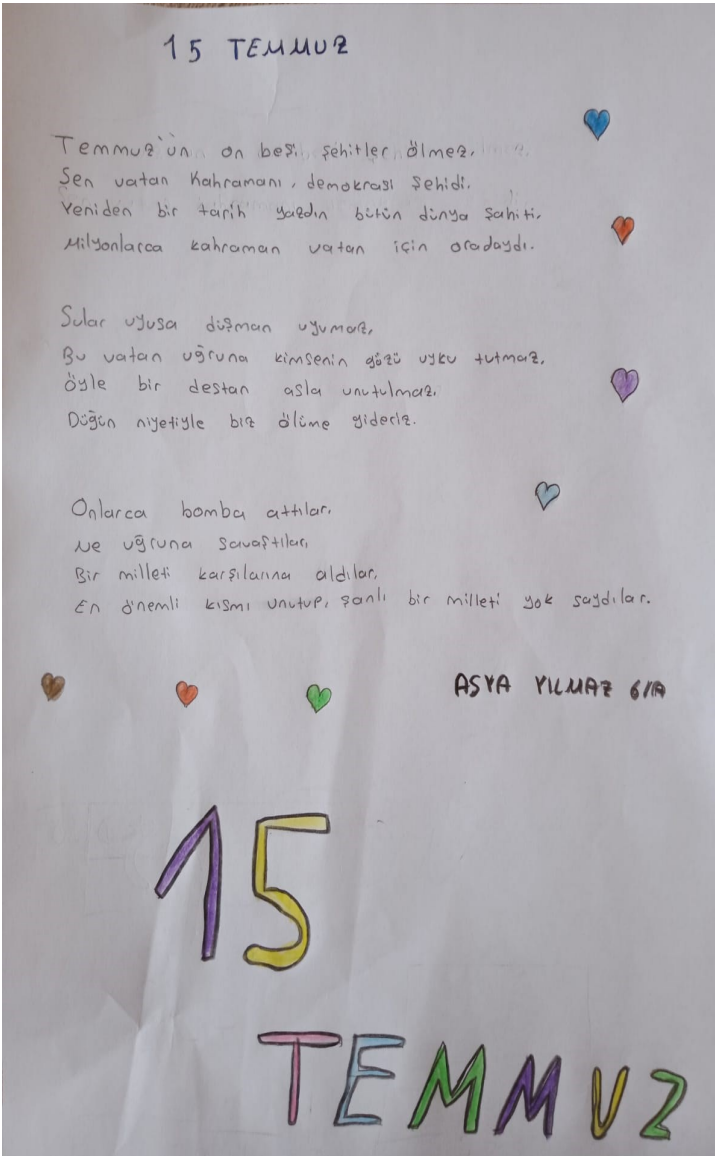 15 TEMMUZ
Temmuz'un on beşi, şehitler ölmez.
Sen vatan Kahramanı, demokrasi şehidi.
Yeniden bir tarih yazdın bütün dünya şahiti.
Milyonlarca kahraman vatan için oradaydı.
Sular uyusa düşman uyumaz,
Bu vatan uğruna kimsenin gözü uyku tutmaz.
öyle bir destan asla unutulmaz.
Düğün niyetiyle biz ölüme gideriz.
Onlarca bomba attılar.
Ne uğruna savaştılar,
Bir milleti karşılarına aldılar.
En önemli kısmı unutup, şanlı bir milleti yok saydılar.
ASYA YILMAZ 6/A
15
TEMMUZ